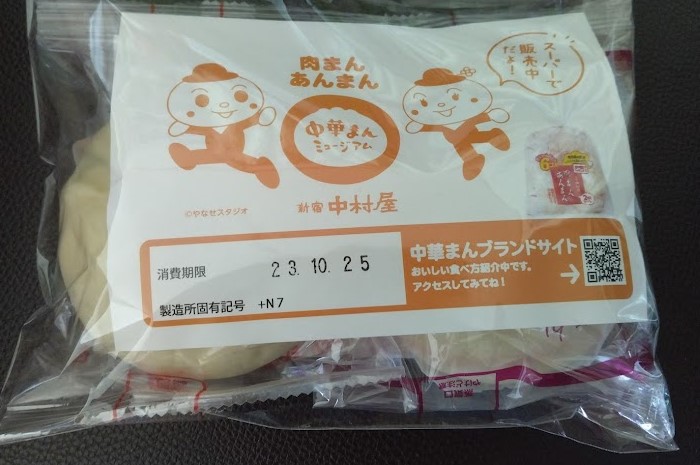 肉まん
あんまん
スーパーで
販売中
だよ！
中華まん
ミュージアム
©やなせスタジオ
新宿 中村屋
消費期限 23.10.25
製造所固有記号 +N7
中華まんブランドサイト
おいしい食べ方紹介中です。
アクセスしてみてね！
→